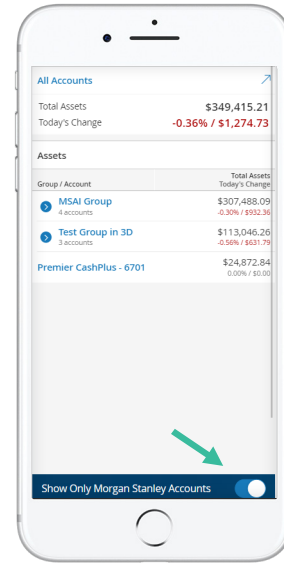 All Accounts
Total Assets $349,415.21
Today's Change -0.36% / $1,274.73
Assets
Total Assets
Group / Account Today's Change
MSAI Group $307,488.09
4 accounts -0.30% / $932.36
Test Group in 3D $113,046.26
3 accounts -0.56% / $631.79
Premier CashPlus - 6701 $24,872.84
0.00% / $0.00
Show Only Morgan Stanley Accounts